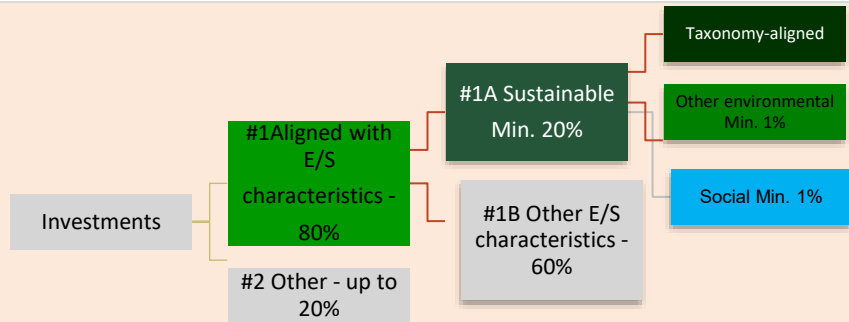 Investments
#1Aligned with
E/S
characteristics -
80%
#2 Other - up to
20%
#1A Sustainable
Min. 20%
#1B Other E/S
characteristics -
60%
Taxonomy-aligned
Other environmental
Min. 1%
Social Min. 1%